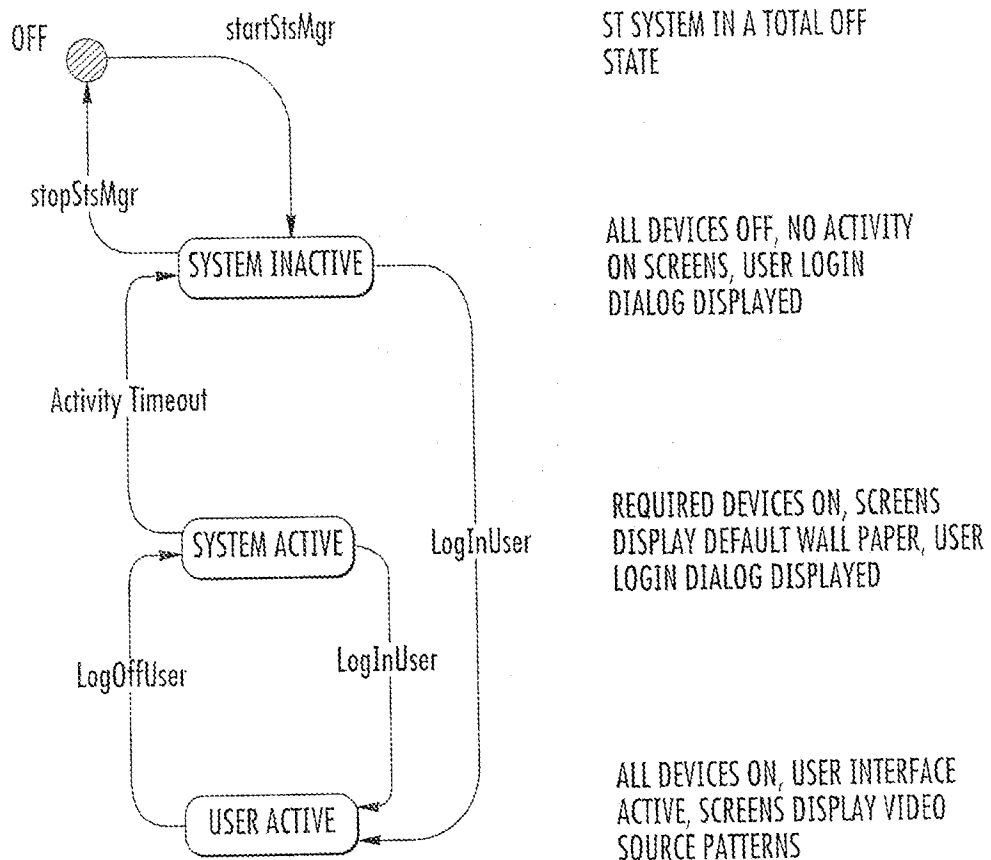 OFF
startStsMgr
ST SYSTEM IN A TOTAL OFF
STATE
stopStsMgr
SYSTEM INACTIVE
ALL DEVICES OFF, NO ACTIVITY
ON SCREENS, USER LOGIN
DIALOG DISPLAYED
Activity Timeout
SYSTEM ACTIVE
LogInUser
REQUIRED DEVICES ON, SCREENS
DISPLAY DEFAULT WALL PAPER, USER
LOGIN DIALOG DISPLAYED
LogOffUser
LogInUser
USER ACTIVE
ALL DEVICES ON, USER INTERFACE
ACTIVE, SCREENS DISPLAY VIDEO
SOURCE PATTERNS